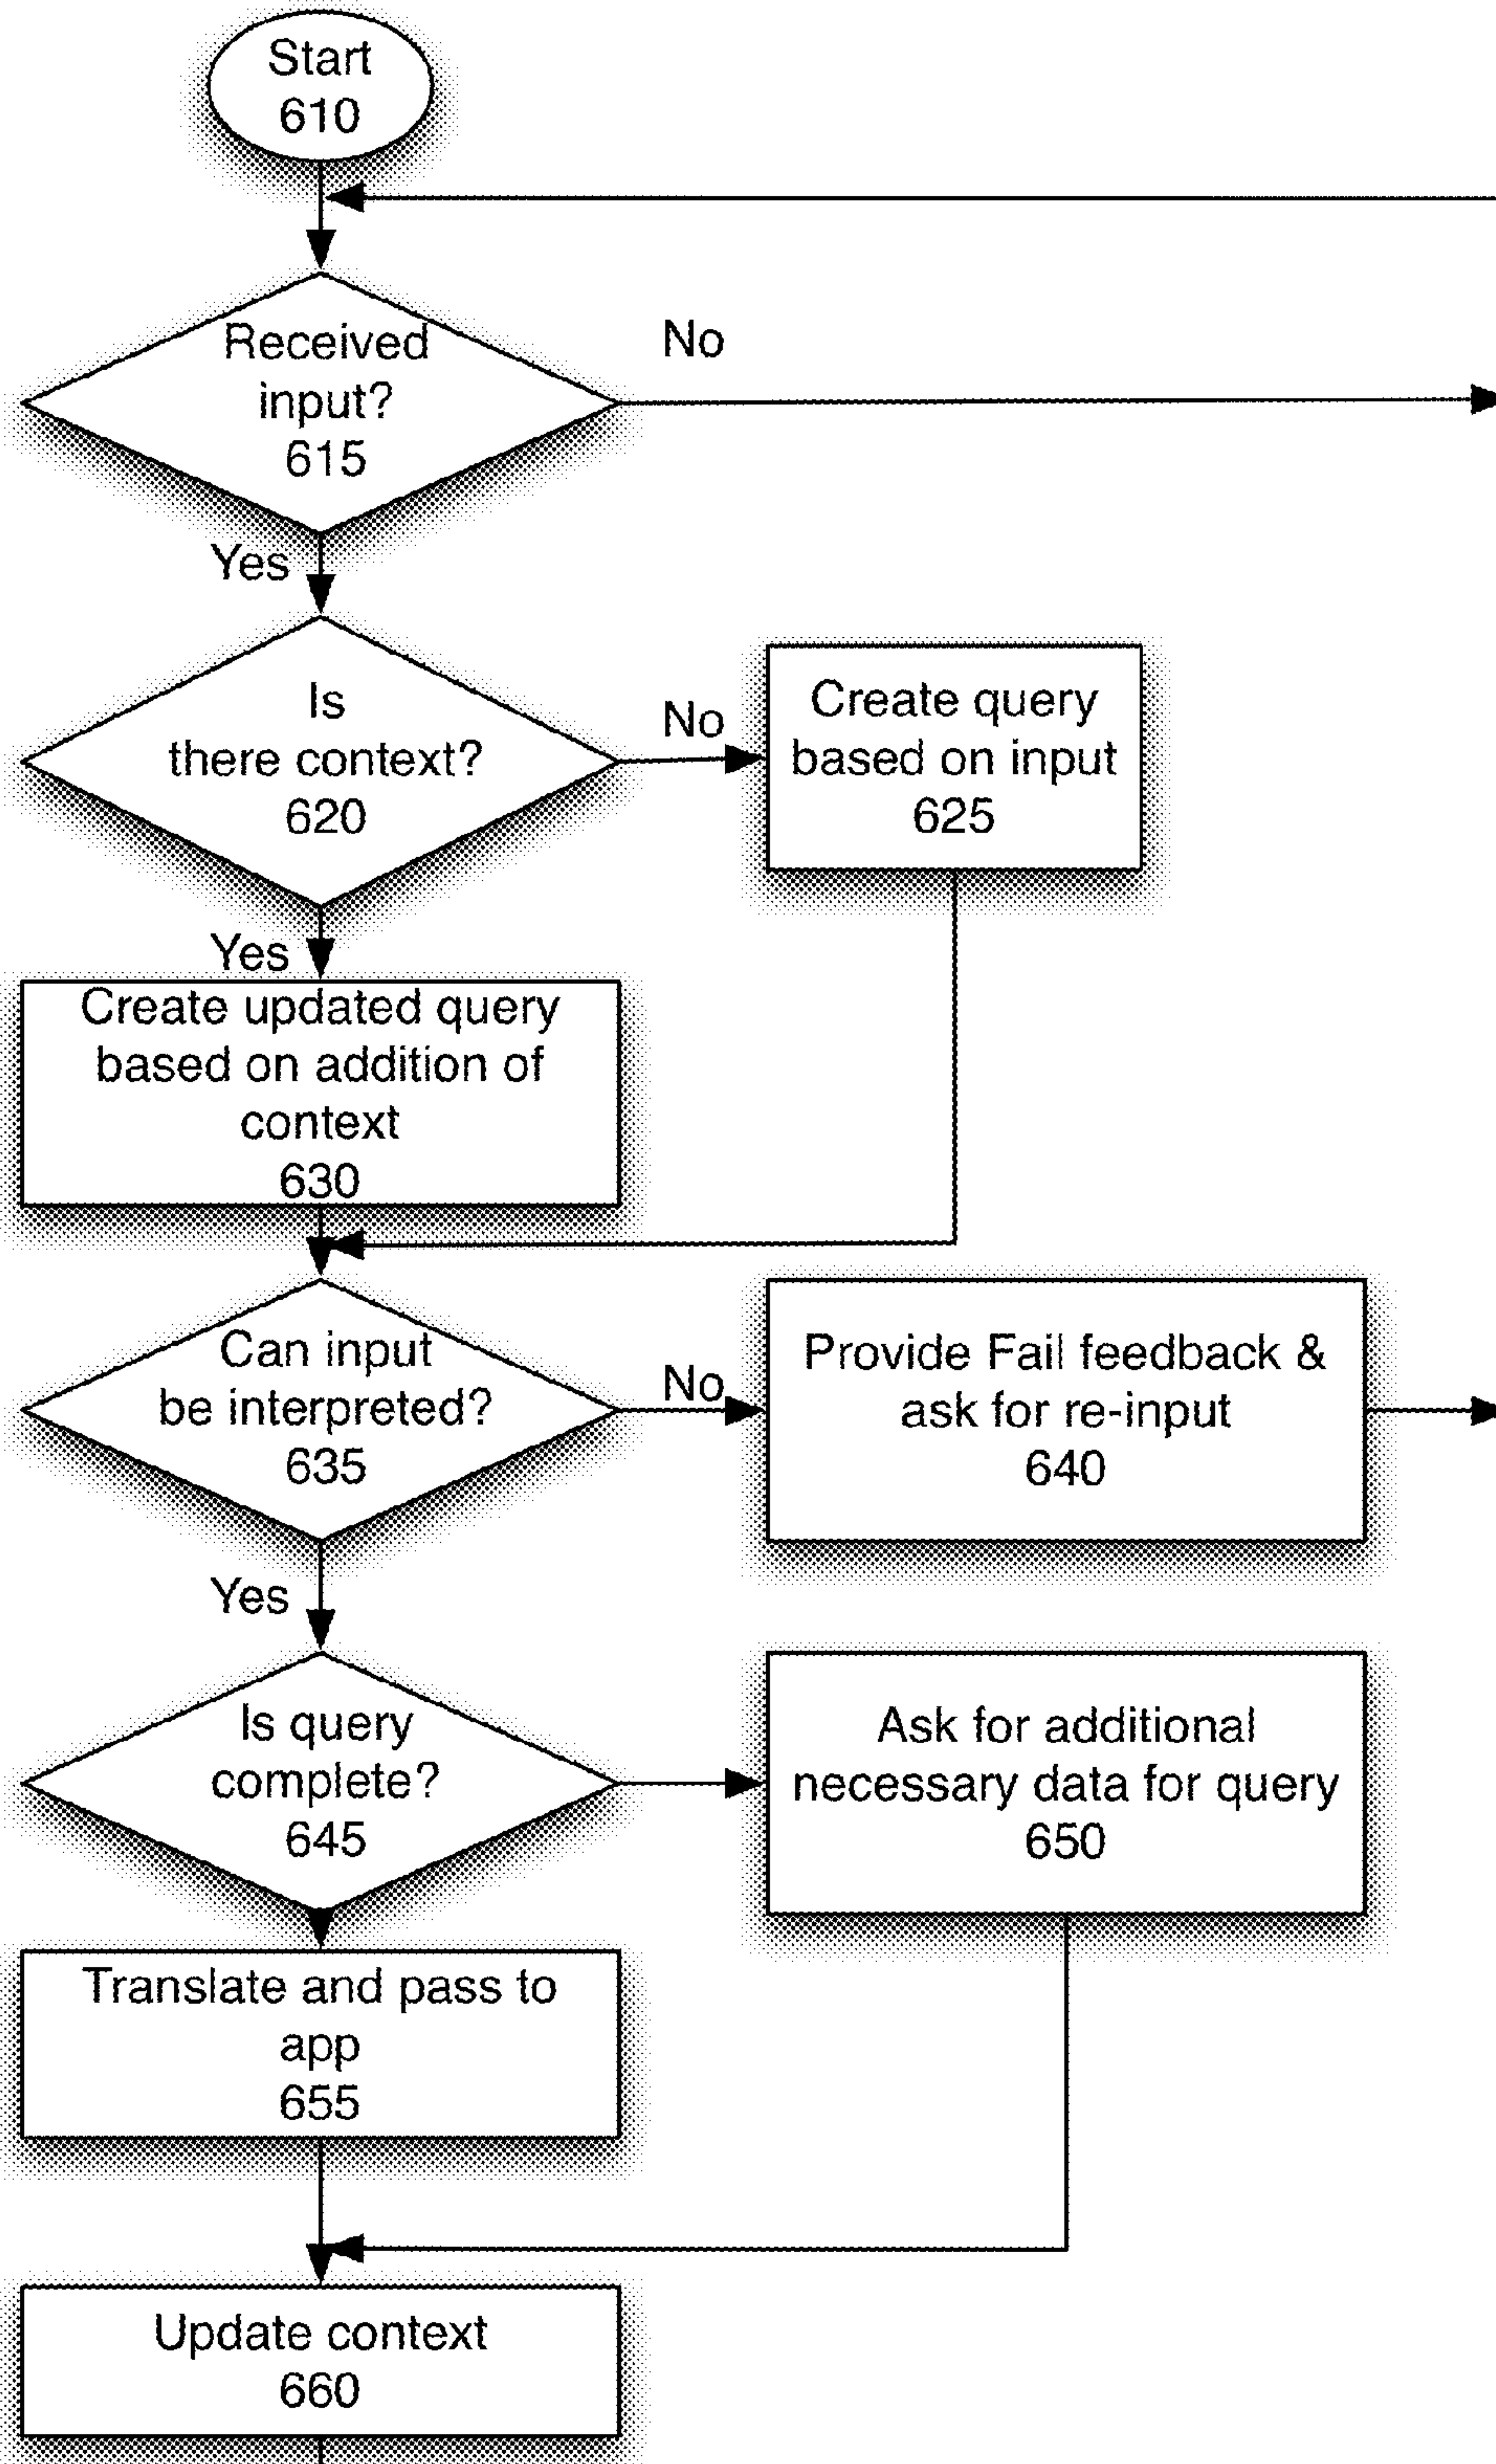 Start
610
Received
input?
615
No
Yes
Is
there context?
620
No
Create query
based on input
625
Yes
Create updated query
based on addition of
context
630
Can input
be interpreted?
635
No
Provide Fail feedback &
ask for re-input
640
Yes
Is query
complete?
645
Ask for additional
necessary data for query
650
Translate and pass to
app
655
Update context
660